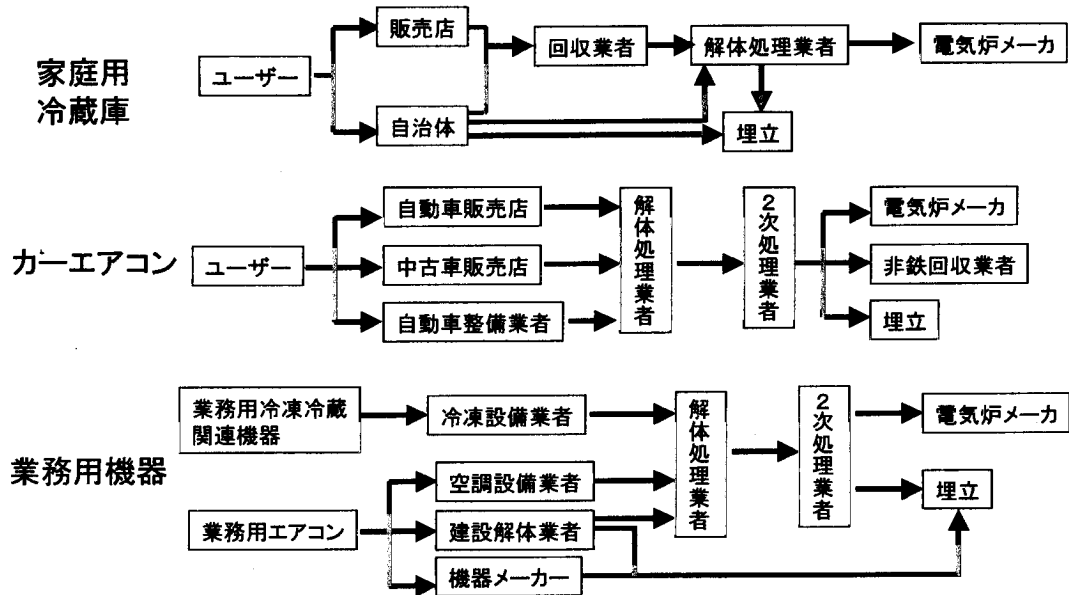 家庭用
冷蔵庫
ユーザー
販売店
自治体
回収業者
解体処理業者
電気炉メーカ
埋立
カーエアコン
ユーザー
自動車販売店
中古車販売店
自動車整備業者
解体処理業者
2次処理業者
電気炉メーカ
非鉄回収業者
埋立
業務用機器
業務用冷凍冷蔵
関連機器
業務用エアコン
冷凍設備業者
空調設備業者
建設解体業者
機器メーカー
解体処理業者
2次処理業者
電気炉メーカ
埋立